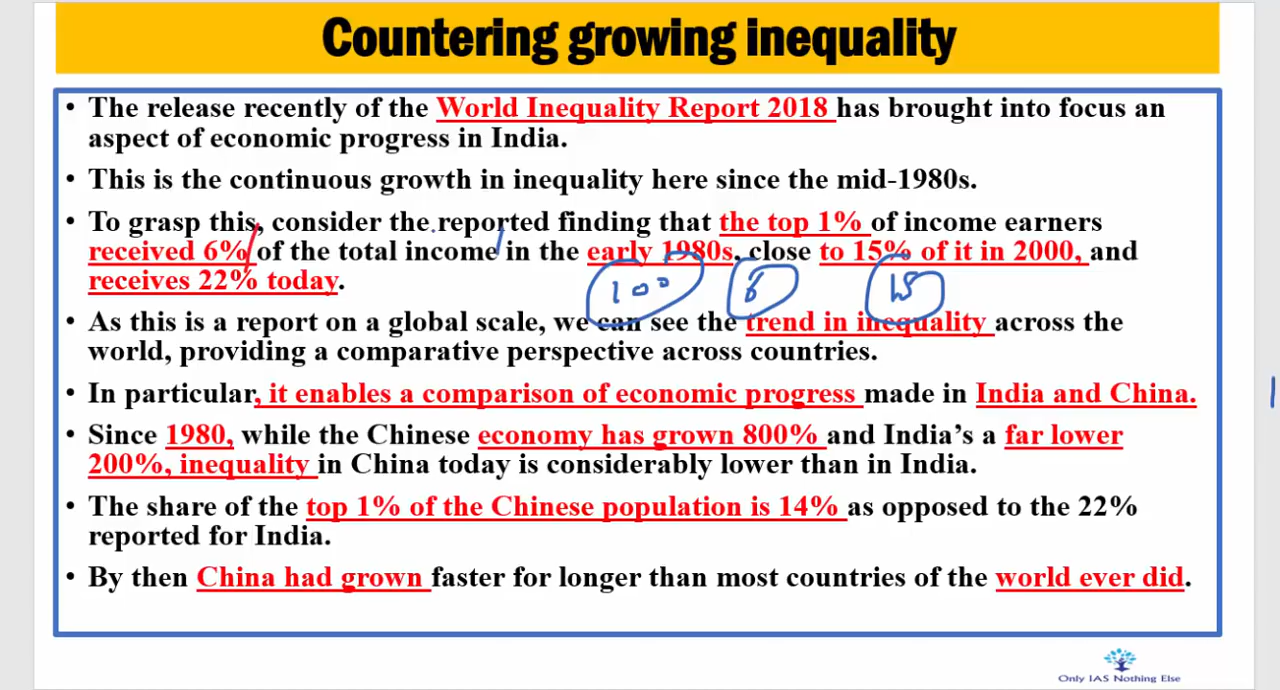 Countering growing inequality
• The release recently of the World Inequality Report 2018 has brought into focus an
aspect of economic progress in India.
• This is the continuous growth in inequality here since the mid-1980s.
• To grasp this, consider the reported finding that the top 1% of income earners
received 6% of the total income in the early 1980s, close to 15% of it in 2000, and
receives 22% today.
100 6 15
• As this is a report on a global scale, we can see the trend in inequality across the
world, providing a comparative perspective across countries.
• In particular, it enables a comparison of economic progress made in India and China.
• Since 1980, while the Chinese economy has grown 800% and India's a far lower
200%, inequality in China today is considerably lower than in India.
• The share of the top 1% of the Chinese population is 14% as opposed to the 22%
reported for India.
• By then China had grown faster for longer than most countries of the world ever did.
Only IAS Nothing Else